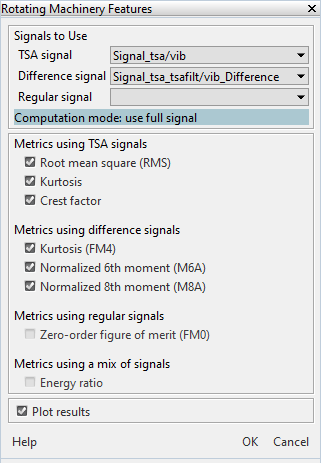 Rotating Machinery Features
Signals to Use
TSA signal Signal_tsa/vib
Difference signal Signal_tsa_tsafilt/vib_Difference
Regular signal
Computation mode: use full signal
Metrics using TSA signals
Root mean square (RMS)
Kurtosis
Crest factor
Metrics using difference signals
Kurtosis (FM4)
Normalized 6th moment (M6A)
Normalized 8th moment (M8A)
Metrics using regular signals
Zero-order figure of merit (FM0)
Metrics using a mix of signals
Energy ratio
Plot results
Help OK Cancel